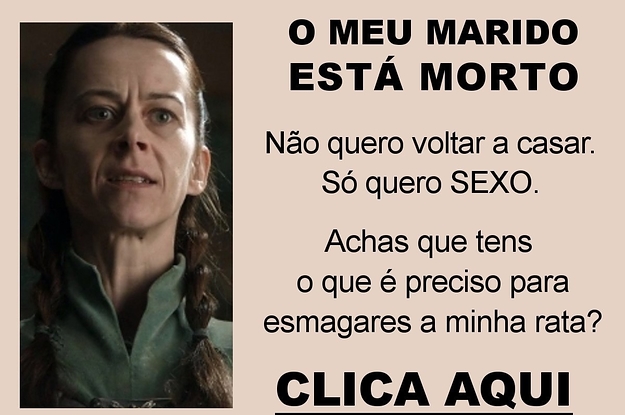 O MEU MARIDO
ESTÁ MORTO
Não quero voltar a casar.
Só quero SEXO.
Achas que tens
o que é preciso para
esmagares a minha rata?
CLICA AQUI